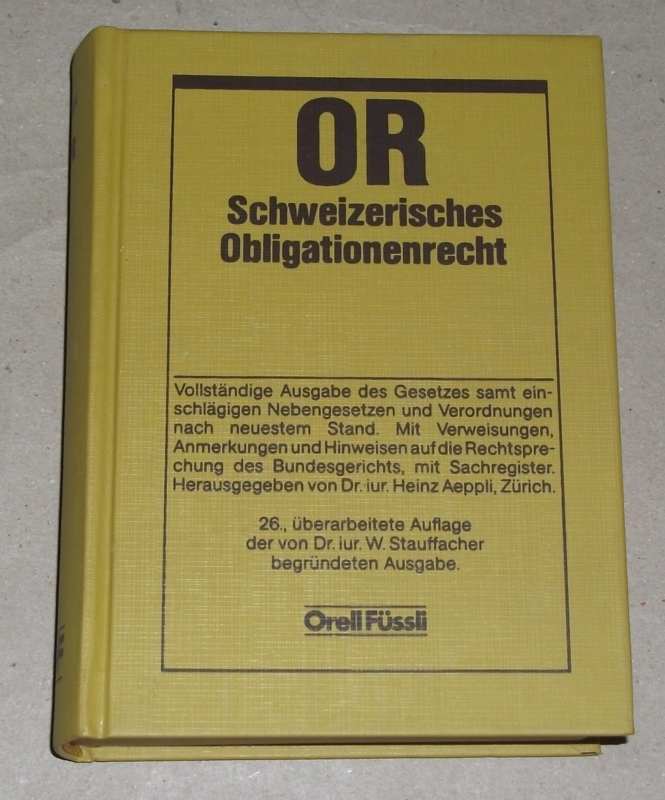 OR
Schweizerisches
Obligationenrecht
Vollständige Ausgabe des Gesetzes samt ein-
schlägigen Nebengesetzen und Verordnungen
nach neuestem Stand. Mit Verweisungen,
Anmerkungen und Hinweisen auf die Rechtspre-
chung des Bundesgerichts, mit Sachregister.
Herausgegeben von Dr. iur. Heinz Aeppli, Zürich.
26., überarbeitete Auflage
der von Dr. iur. W. Stauffacher
begründeten Ausgabe.
Orell Füssli